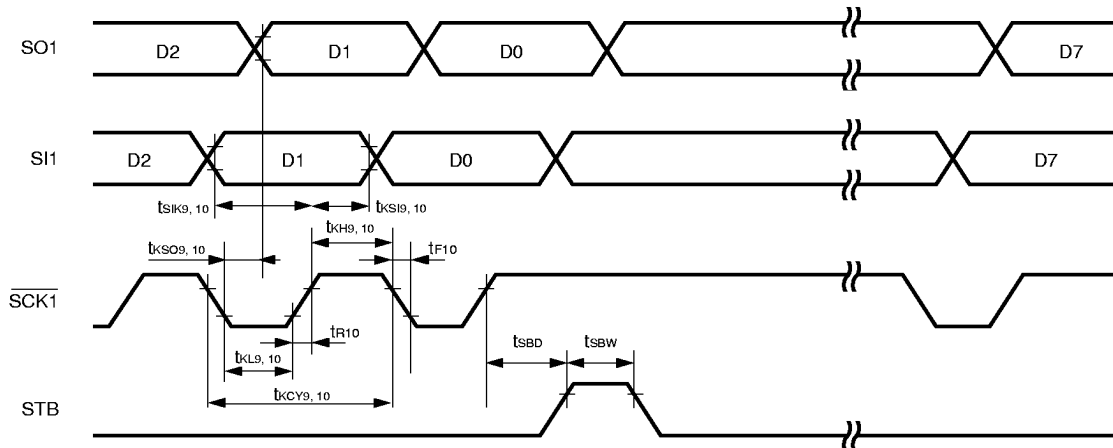 SO1 D2 D1 D0 D7
SI1 D2 D1 D0 D7
tSIK9, 10 tKSI9, 10
tKSO9, 10 tKH9, 10 tF10
SCK1
tR10 tSBD tSBW
tKL9, 10
tKCY9, 10
STB